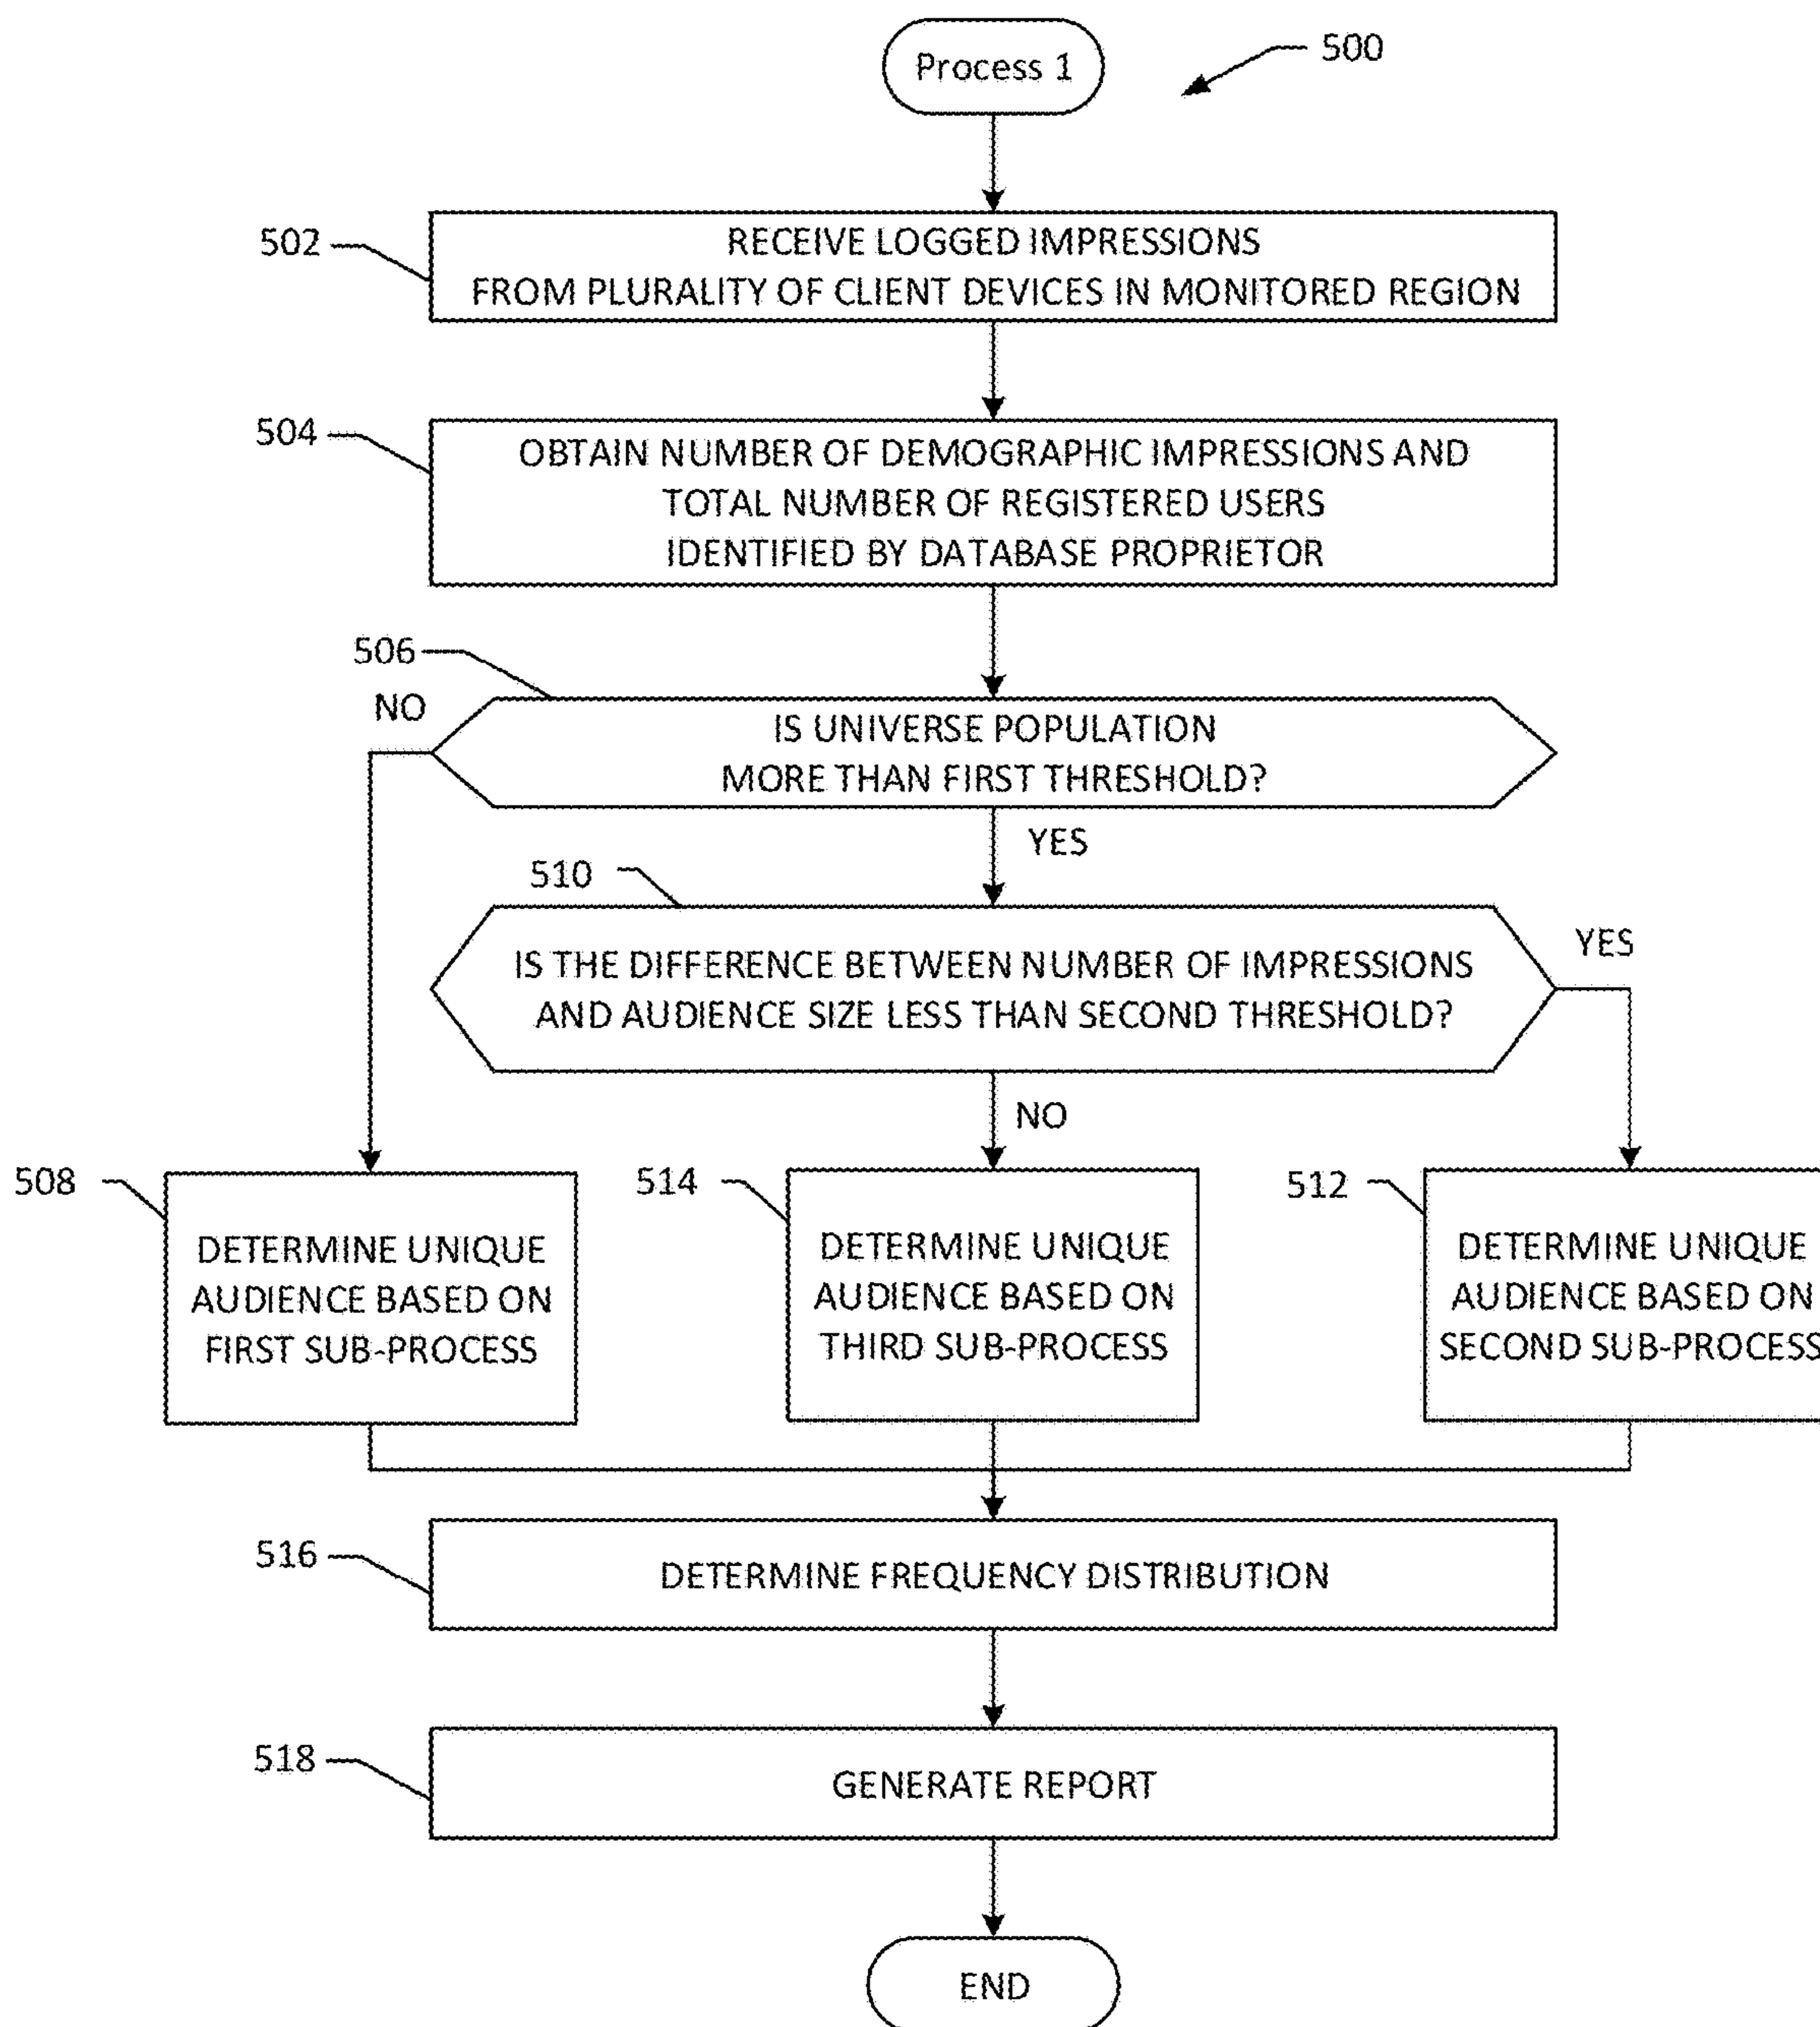 Process 1
500
502
RECEIVE LOGGED IMPRESSIONS
FROM PLURALITY OF CLIENT DEVICES IN MONITORED REGION
504
OBTAIN NUMBER OF DEMOGRAPHIC IMPRESSIONS AND
TOTAL NUMBER OF REGISTERED USERS
IDENTIFIED BY DATABASE PROPRIETOR
506
NO
IS UNIVERSE POPULATION
MORE THAN FIRST THRESHOLD?
YES
510
IS THE DIFFERENCE BETWEEN NUMBER OF IMPRESSIONS
AND AUDIENCE SIZE LESS THAN SECOND THRESHOLD?
YES
NO
508
DETERMINE UNIQUE
AUDIENCE BASED ON
FIRST SUB-PROCESS
514
DETERMINE UNIQUE
AUDIENCE BASED ON
THIRD SUB-PROCESS
512
DETERMINE UNIQUE
AUDIENCE BASED ON
SECOND SUB-PROCESS
516
DETERMINE FREQUENCY DISTRIBUTION
518
GENERATE REPORT
END